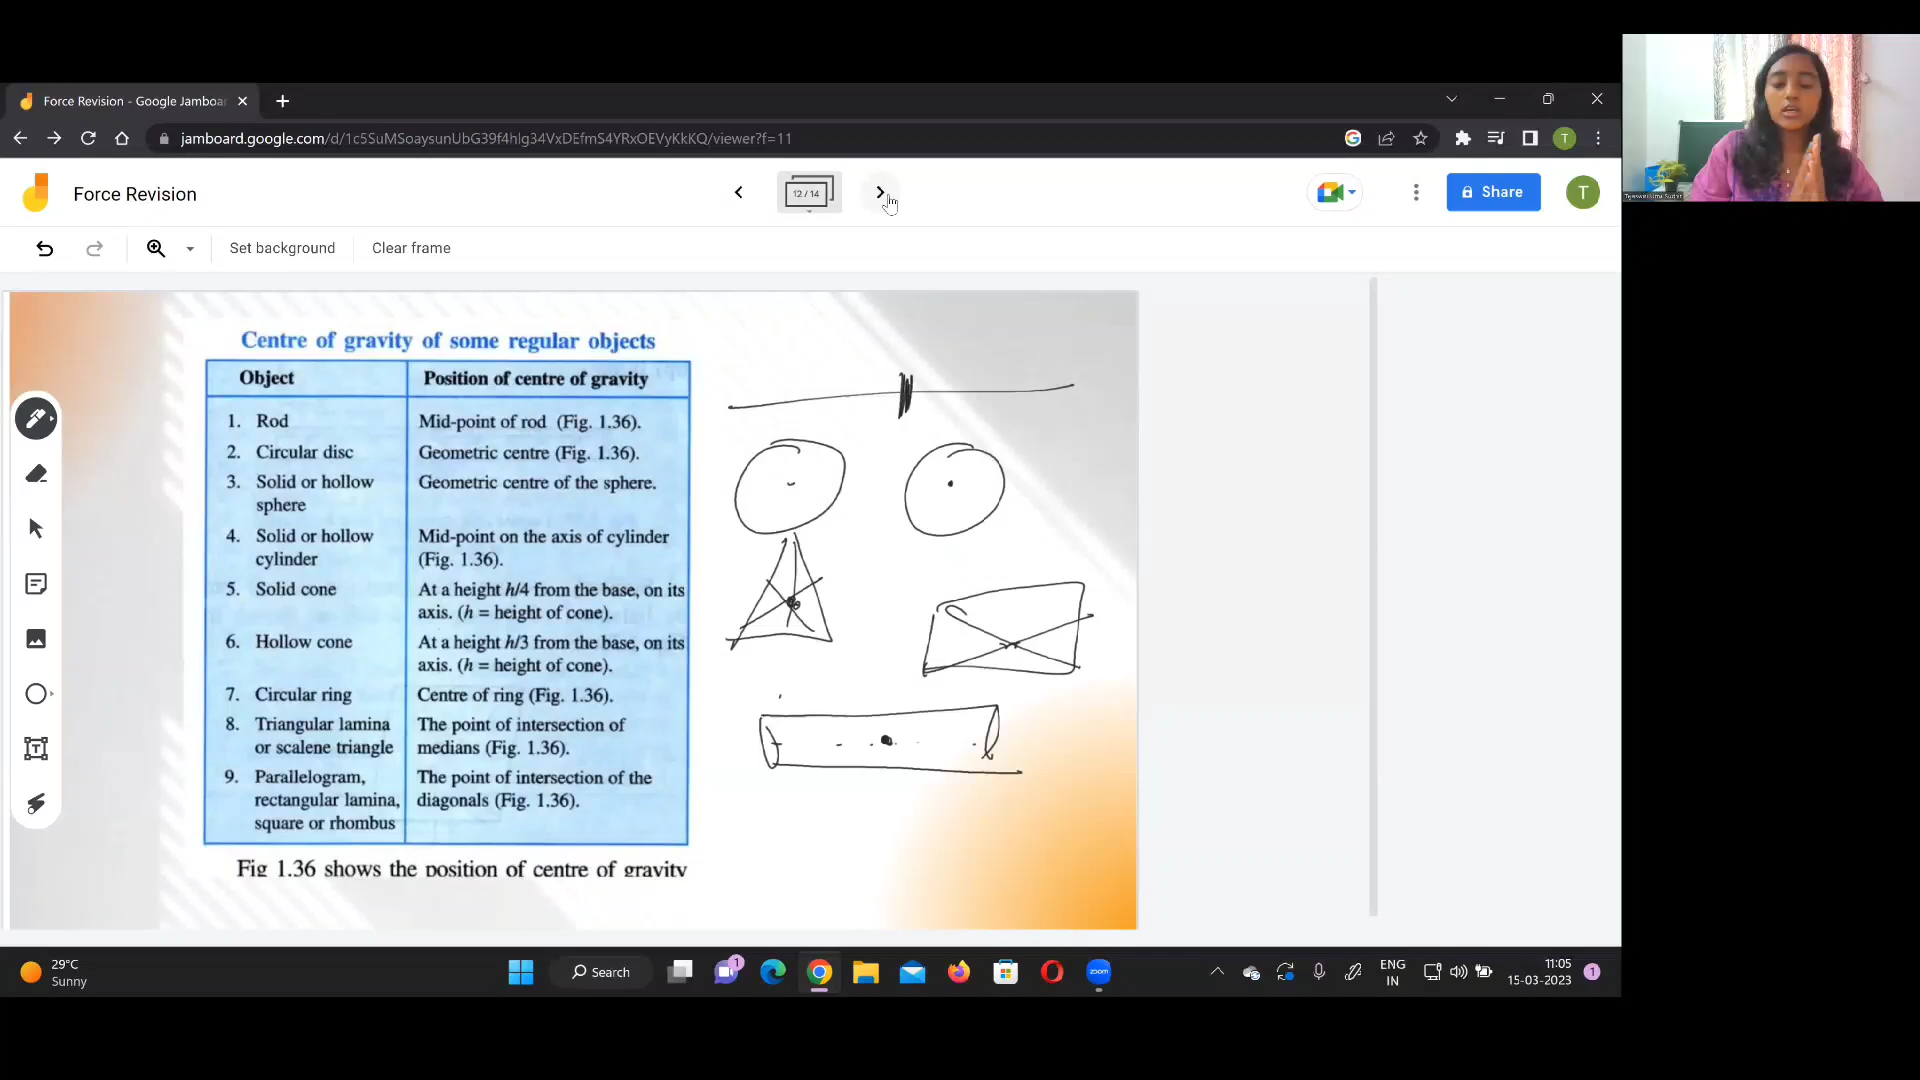 Force Revision - Google Jamboa
jamboard.google.com/d/1c5SuMSoaysunUbG39f4hlg34VxDEfmS4YRxOEVyKkKQ/viewer?f=11
T
Force Revision
12 / 14
Share
T
Set background
Clear frame
Centre of gravity of some regular objects
Object
Position of centre of gravity
1. Rod
Mid-point of rod (Fig. 1.36).
2. Circular disc
Geometric centre (Fig. 1.36).
3. Solid or hollow
sphere
Geometric centre of the sphere.
4. Solid or hollow
cylinder
Mid-point on the axis of cylinder
(Fig. 1.36).
5. Solid cone
At a height h/4 from the base, on its
axis. (h = height of cone).
6. Hollow cone
At a height h/3 from the base, on its
axis. (h = height of cone).
7. Circular ring
Centre of ring (Fig. 1.36).
8. Triangular lamina
or scalene triangle
The point of intersection of
medians (Fig. 1.36).
9. Parallelogram,
rectangular lamina,
square or rhombus
The point of intersection of the
diagonals (Fig. 1.36).
Fig 1.36 shows the position of centre of gravity
29°C
Sunny
Search
1
zoom
ENG
IN
11:05
15-03-2023
1